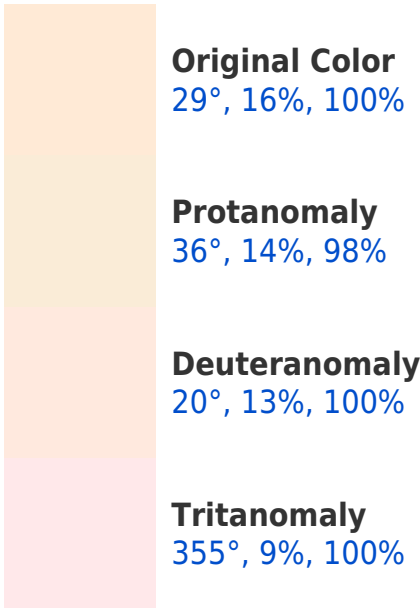 Original Color
29°, 16%, 100%
Protanomaly
36°, 14%, 98%
Deuteranomaly
20°, 13%, 100%
Tritanomaly
355°, 9%, 100%